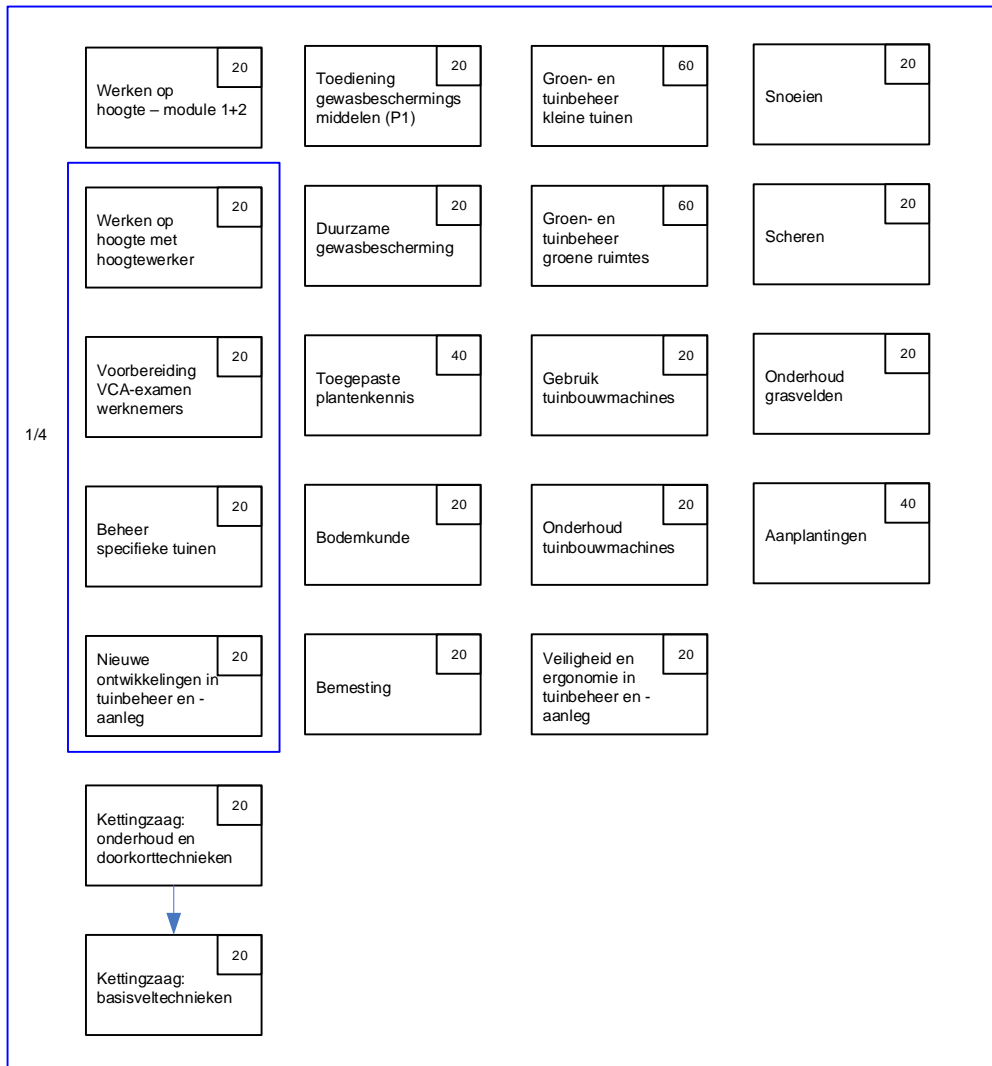 20
Werken op
hoogte – module 1+2
20
Toediening
gewasbeschermings
middelen (P1)
60
Groen- en
tuinbeheer
kleine tuinen
20
Snoeien
20
Werken op
hoogte met
hoogtewerker
20
Duurzame
gewasbescherming
60
Groen- en
tuinbeheer
groene ruimtes
20
Scheren
20
Voorbereiding
VCA-examen
werknemers
40
Toegepaste
plantenkennis
20
Gebruik
tuinbouwmachines
20
Onderhoud
grasvelden
1/4
20
Beheer
specifieke tuinen
20
Bodemkunde
20
Onderhoud
tuinbouwmachines
40
Aanplantingen
20
Nieuwe
ontwikkelingen in
tuinbeheer en -
aanleg
20
Bemesting
20
Veiligheid en
ergonomie in
tuinbeheer en -
aanleg
20
Kettingzaag:
onderhoud en
doorkorttechnieken
20
Kettingzaag:
basisveltechnieken